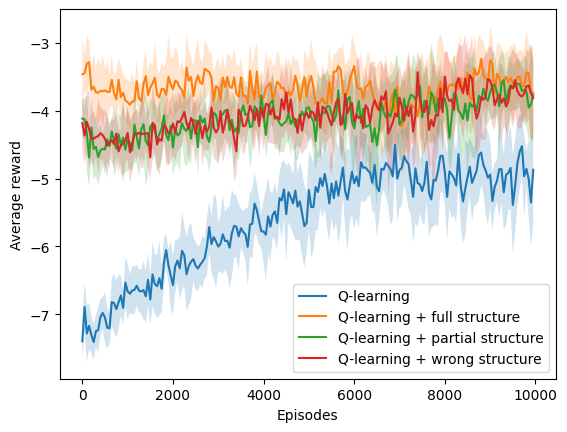 −3
−4
−5
−6
−7
Average reward
0
2000
4000
6000
8000
10000
Episodes
Q-learning
Q-learning + full structure
Q-learning + partial structure
Q-learning + wrong structure